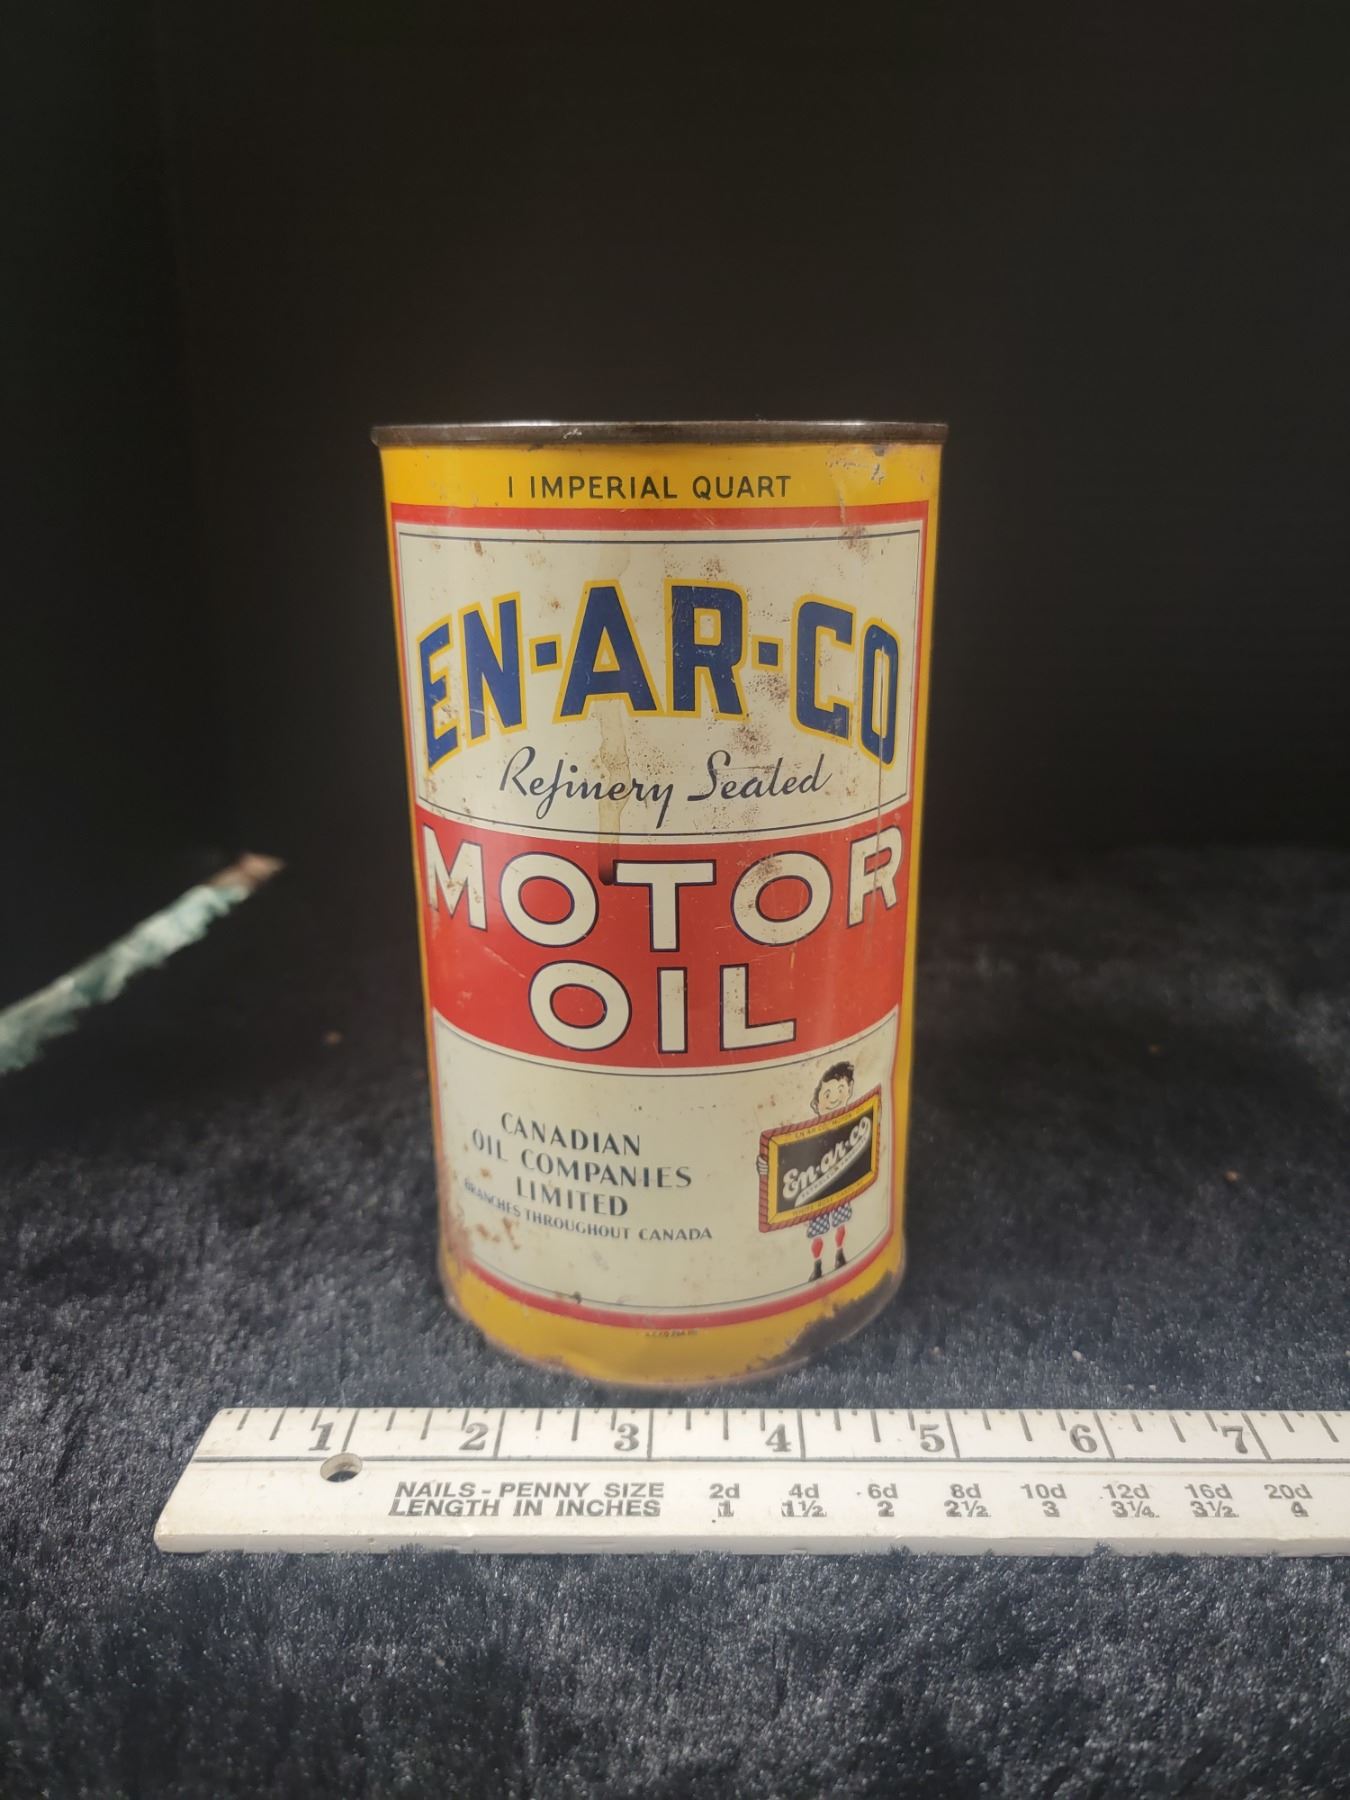 1 IMPERIAL QUART
EN-AR-CO
Refinery Sealed
MOTOR
OIL
CANADIAN
OIL COMPANIES
LIMITED
BRANCHES THROUGHOUT CANADA
En-ar-co
1 2 3 4 5 6 7
NAILS - PENNY SIZE 2d 4d 6d 8d 10d 12d 16d 20d
LENGTH IN INCHES 1 1½ 2 2½ 3 3¼ 3½ 4